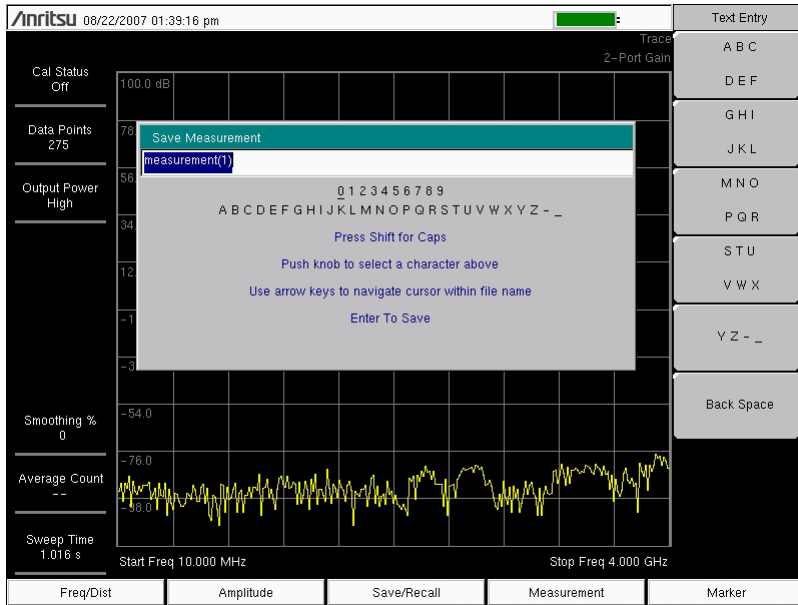 Anritsu 08/22/2007 01:39:16 pm
Text Entry
Trace
2-Port Gain
Cal Status
Off
Data Points
275
Output Power
High
Smoothing %
0
Average Count
--
Sweep Time
1.016 s
100.0 dB
78.
56.
34.
12.
-1
-3
-54.0
-76.0
-98.0
Save Measurement
measurement(1)
0 1 2 3 4 5 6 7 8 9
A B C D E F G H I J K L M N O P Q R S T U V W X Y Z - _
Press Shift for Caps
Push knob to select a character above
Use arrow keys to navigate cursor within file name
Enter To Save
Start Freq 10.000 MHz
Stop Freq 4.000 GHz
A B C
D E F
G H I
J K L
M N O
P Q R
S T U
V W X
Y Z - _
Back Space
Freq/Dist
Amplitude
Save/Recall
Measurement
Marker